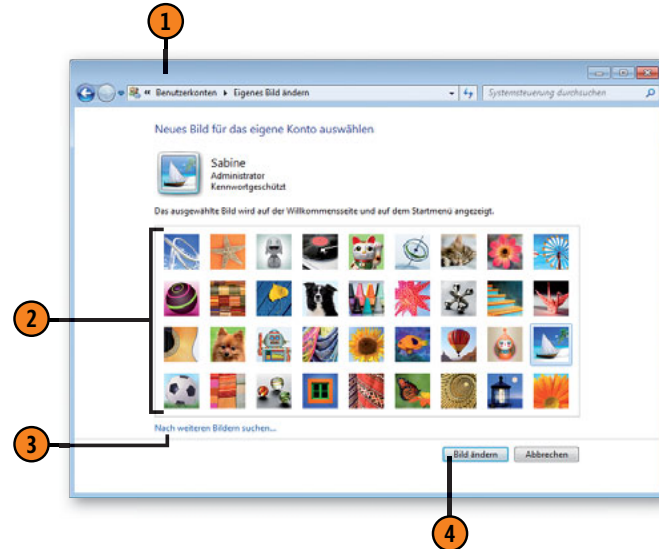 1
« Benutzerkonten ▸ Eigenes Bild ändern
Systemsteuerung durchsuchen
Neues Bild für das eigene Konto auswählen
Sabine
Administrator
Kennwortgeschützt
Das ausgewählte Bild wird auf der Willkommensseite und auf dem Startmenü angezeigt.
2
Nach weiteren Bildern suchen...
3
Bild ändern
Abbrechen
4